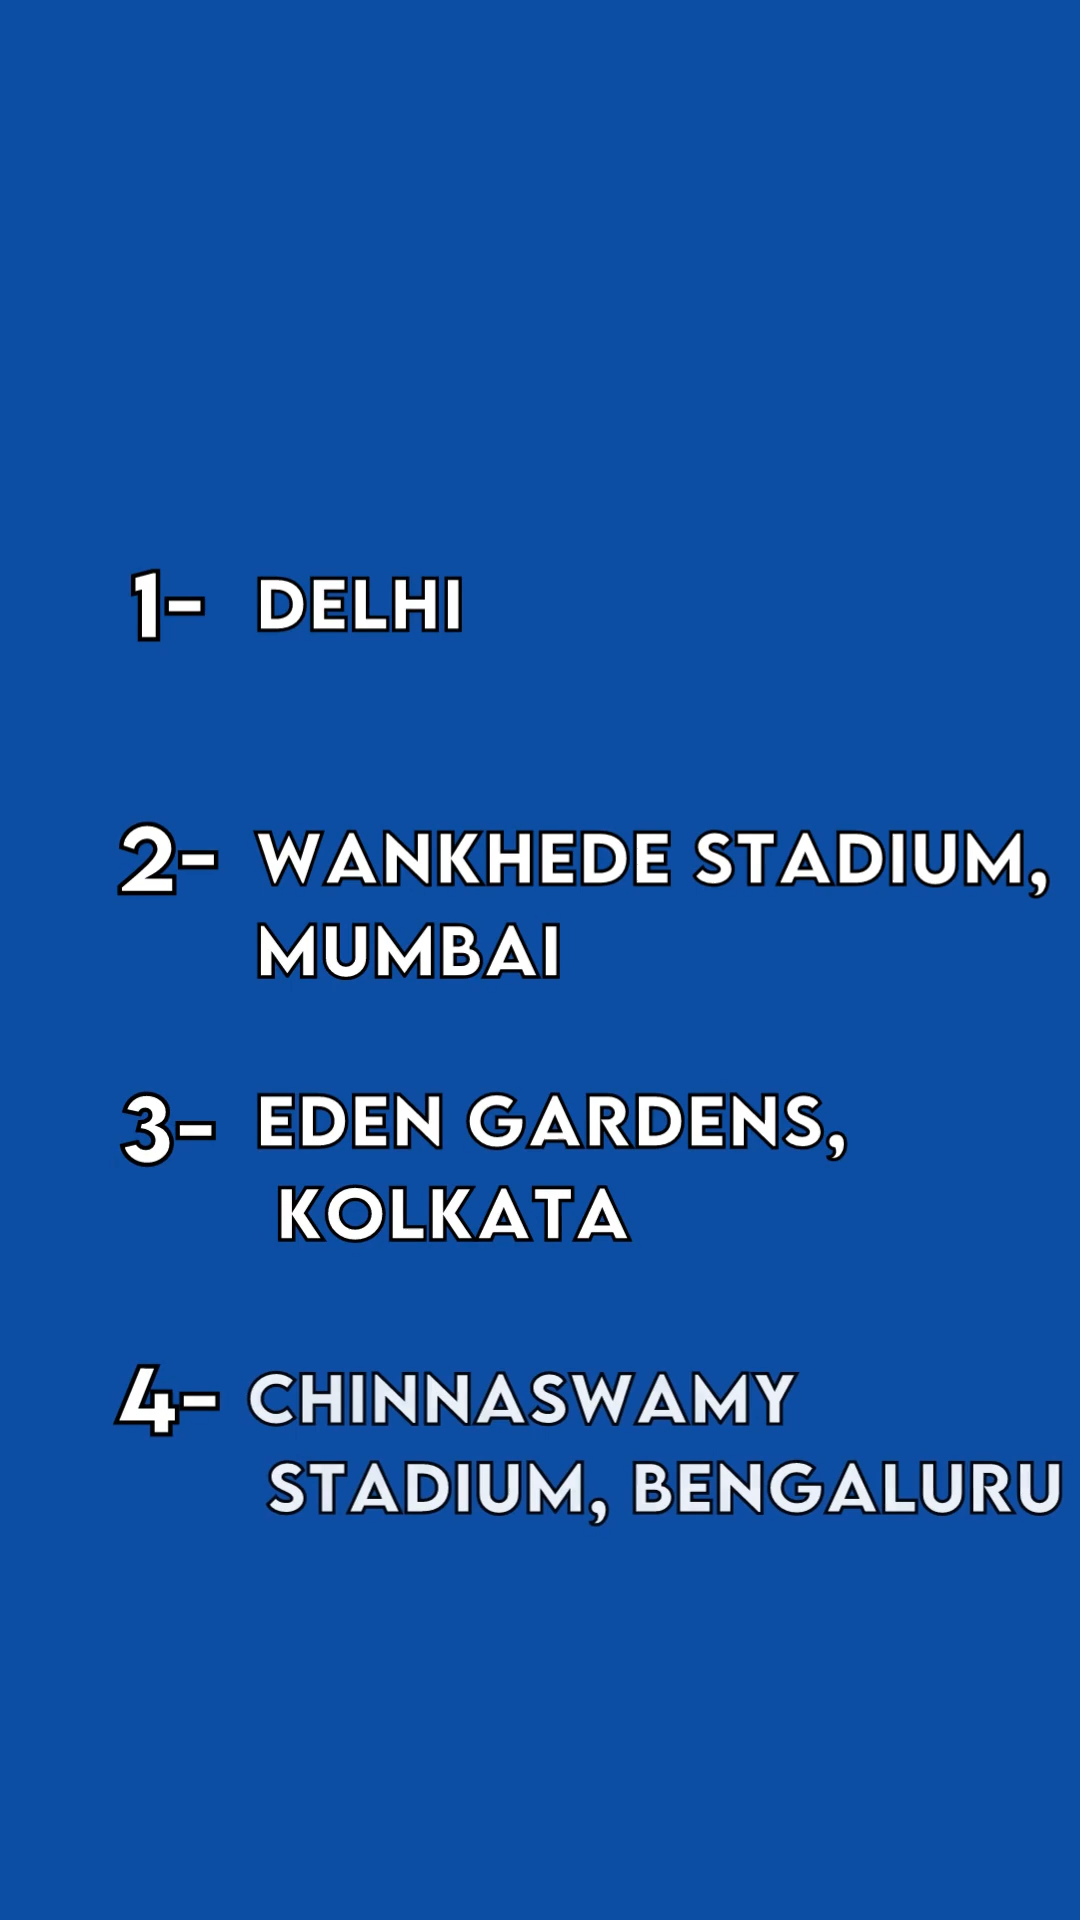 1- DELHI
2- WANKHEDE STADIUM,
MUMBAI
3- EDEN GARDENS,
KOLKATA
4- CHINNASWAMY
STADIUM, BENGALURU